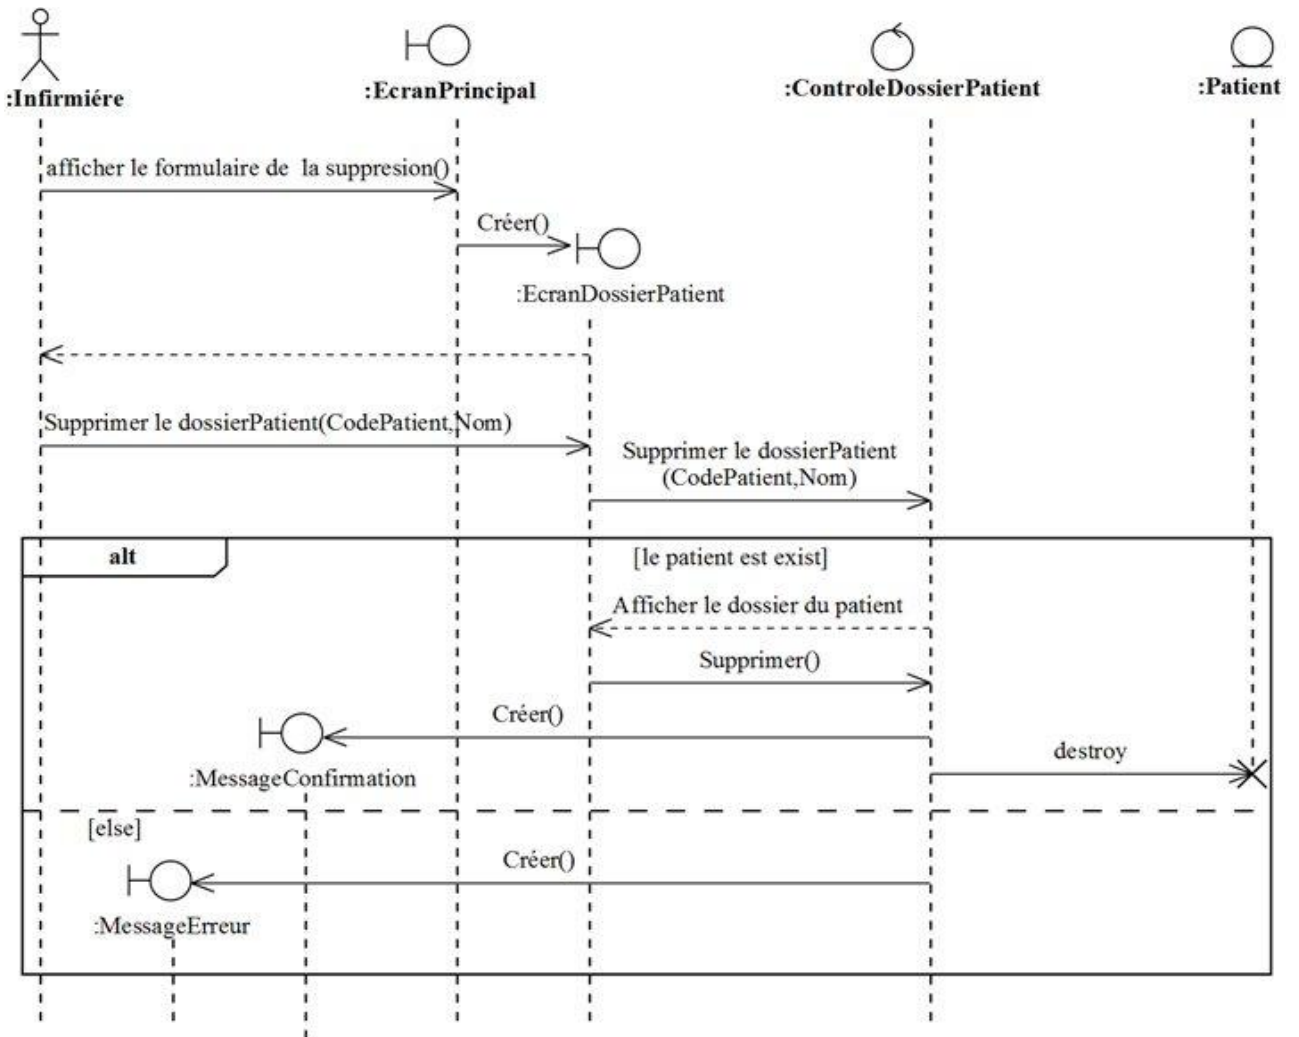 :Infirmiére
:EcranPrincipal
:ControleDossierPatient
:Patient
afficher le formulaire de la suppresion()
Créer()
:EcranDossierPatient
Supprimer le dossierPatient(CodePatient,Nom)
Supprimer le dossierPatient
(CodePatient,Nom)
alt
[le patient est exist]
Afficher le dossier du patient
Supprimer()
Créer()
:MessageConfirmation
destroy
[else]
Créer()
:MessageErreur